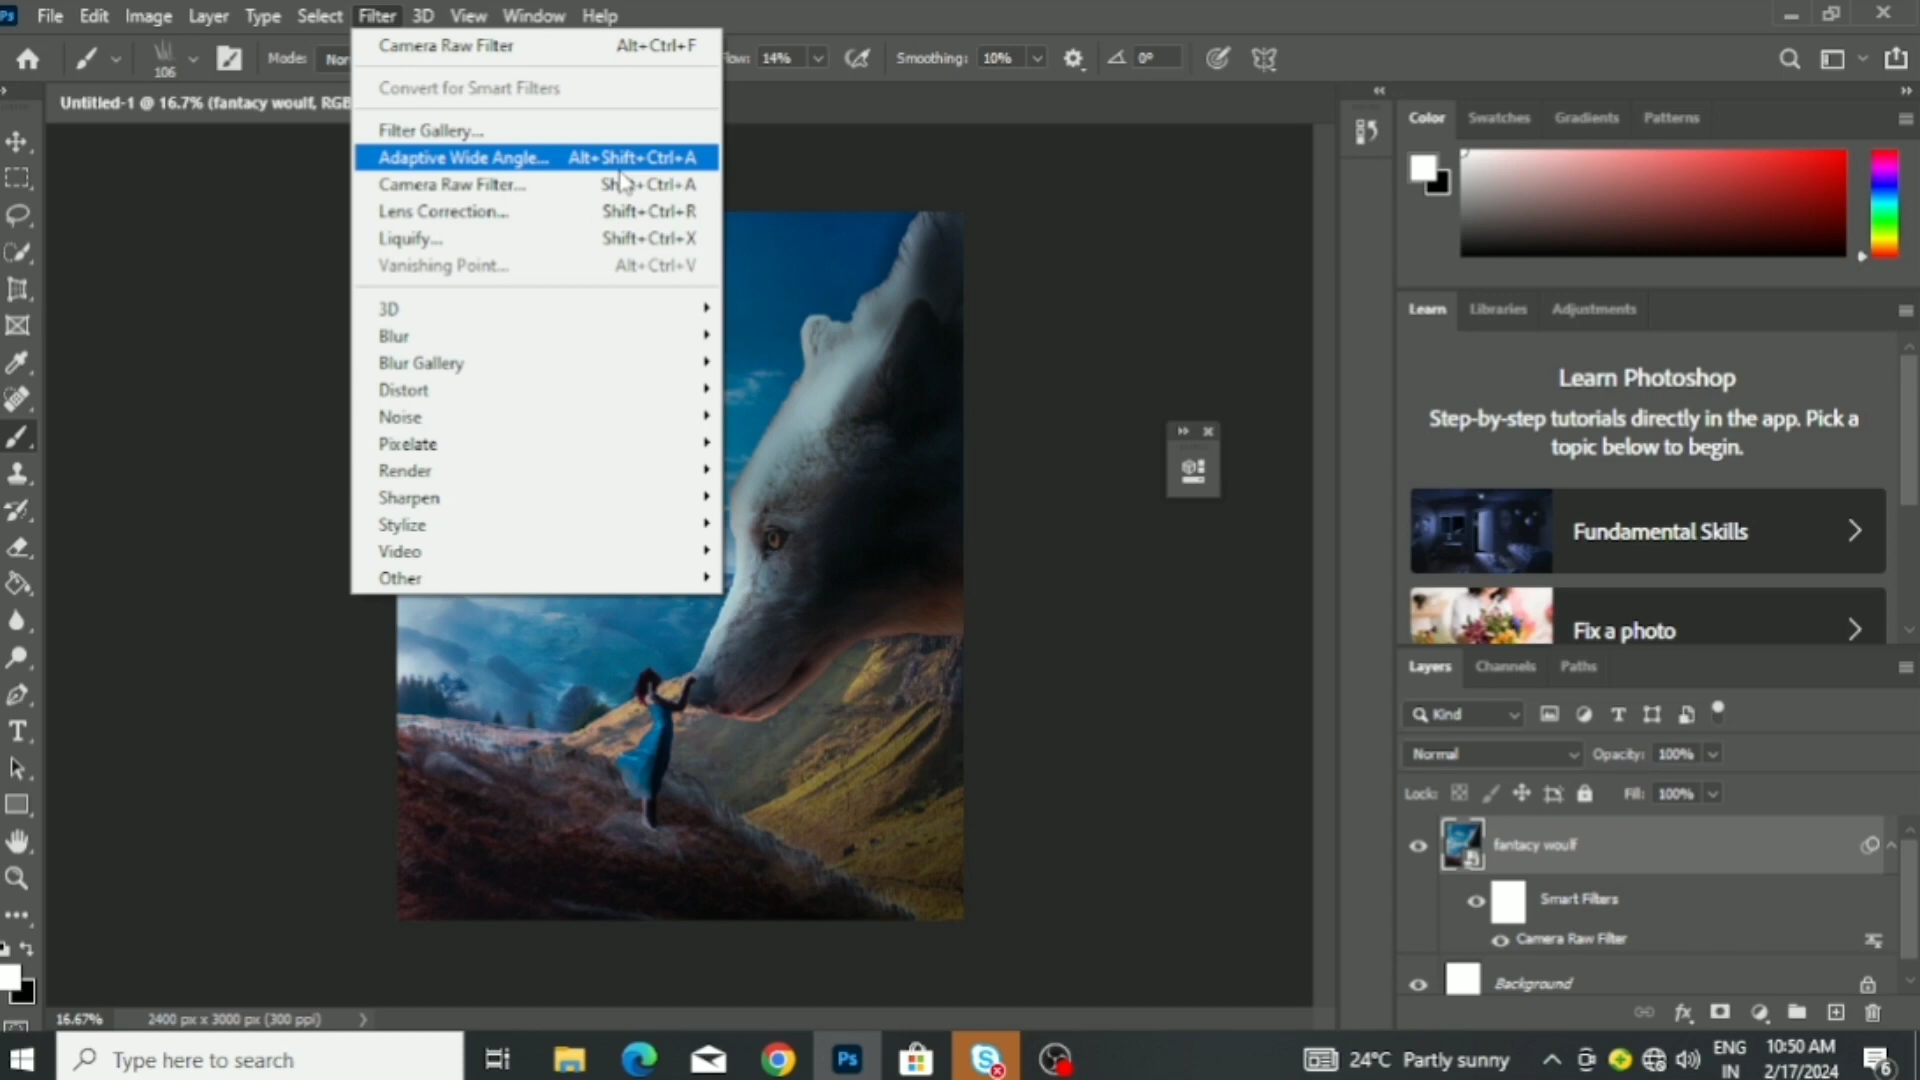 Ps File Edit Image Layer Type Select Filter 3D View Window Help
106 Mode: Nor 14% Smoothing: 10% 0°
Untitled-1 @ 16.7% (fantacy woulf, RGB
Camera Raw Filter Alt+Ctrl+F
Convert for Smart Filters
Filter Gallery...
Adaptive Wide Angle... Alt+Shift+Ctrl+A
Camera Raw Filter... Shift+Ctrl+A
Lens Correction... Shift+Ctrl+R
Liquify... Shift+Ctrl+X
Vanishing Point... Alt+Ctrl+V
3D
Blur
Blur Gallery
Distort
Noise
Pixelate
Render
Sharpen
Stylize
Video
Other
Color Swatches Gradients Patterns
Learn Libraries Adjustments
Learn Photoshop
Step-by-step tutorials directly in the app. Pick a
topic below to begin.
Fundamental Skills
Fix a photo
Layers Channels Paths
Kind
Normal Opacity: 100%
Lock: Fill: 100%
fantacy woulf
Smart Filters
Camera Raw Filter
Background
16.67% 2400 px x 3000 px (300 ppi)
Type here to search
Ps
24°C Partly sunny
ENG
IN
10:50 AM
2/17/2024
6